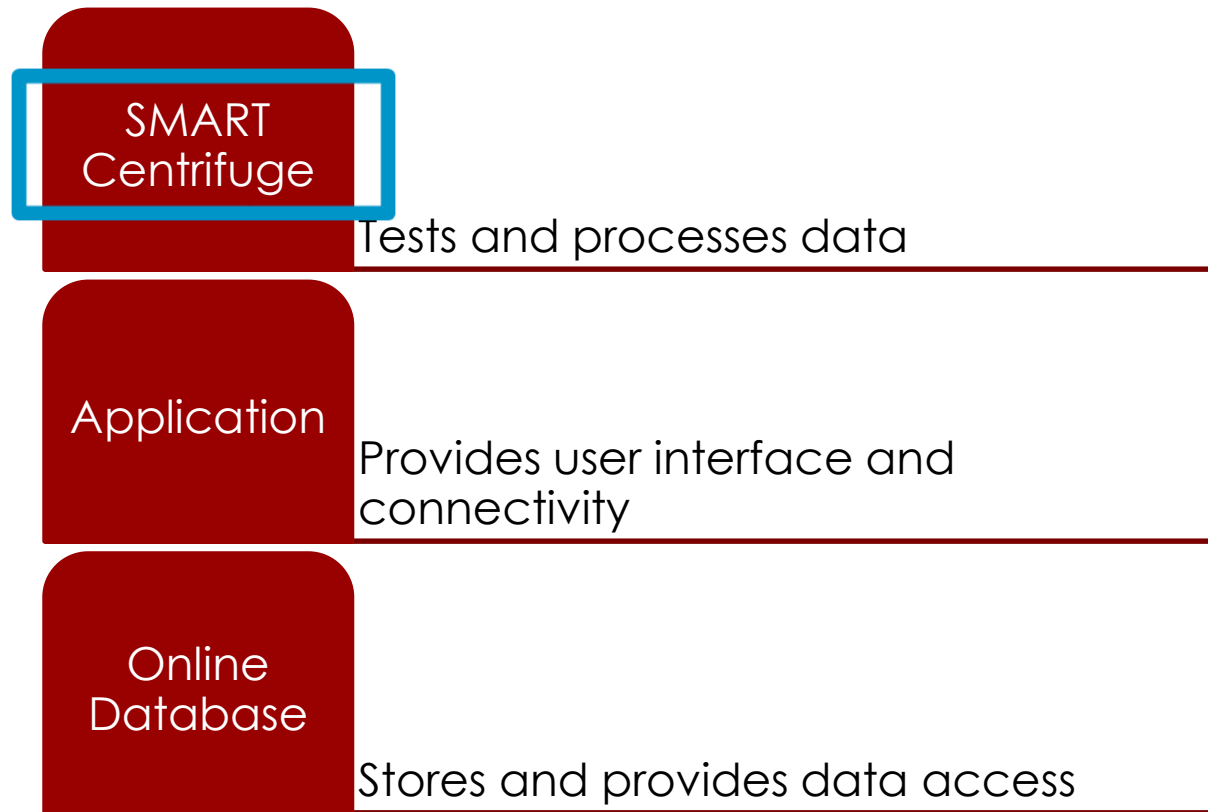 SMART
Centrifuge
Tests and processes data
Application
Provides user interface and
connectivity
Online
Database
Stores and provides data access